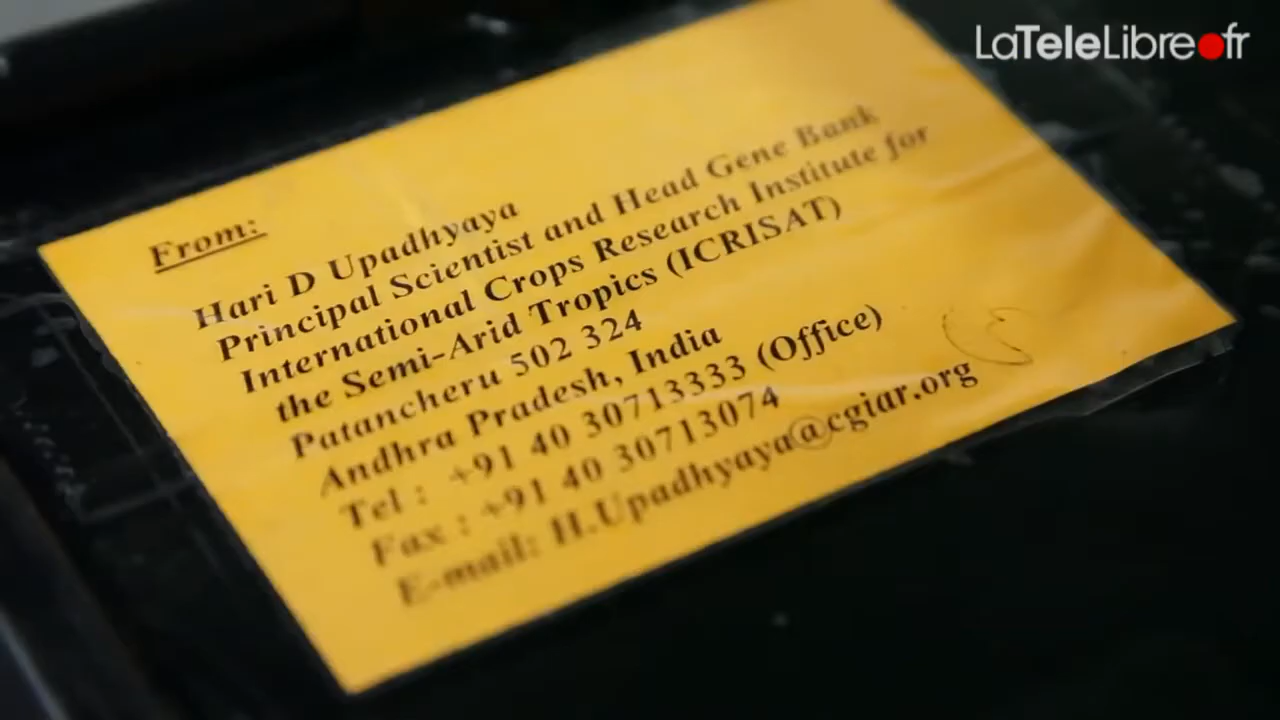 LaTeleLibre.fr
From:
Hari D Upadhyaya
Principal Scientist and Head Gene Bank
International Crops Research Institute for
the Semi-Arid Tropics (ICRISAT)
Patancheru 502 324
Andhra Pradesh, India
Tel : +91 40 30713333 (Office)
Fax : +91 40 30713074
E-mail: H.Upadhyaya@cgiar.org